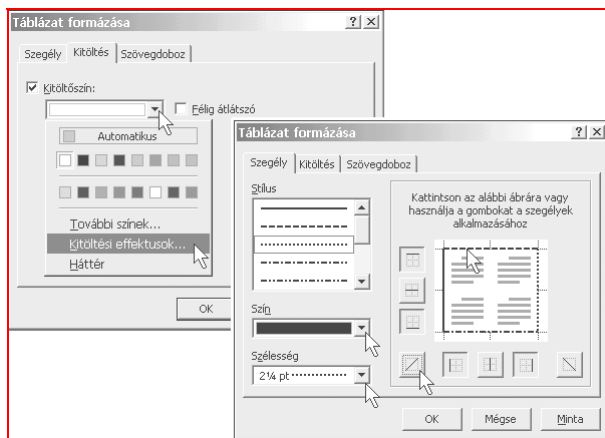 Táblázat formázása
Szegély Kitöltés Szövegdoboz
Kitöltőszín:
Félig átlátszó
Automatikus
További színek...
Kitöltési effektusok...
Háttér
OK
Táblázat formázása
Szegély Kitöltés Szövegdoboz
Stílus
Szín
Szélesség
2¼ pt
Kattintson az alábbi ábrára vagy
használja a gombokat a szegélyek
alkalmazásához
OK Mégse Minta